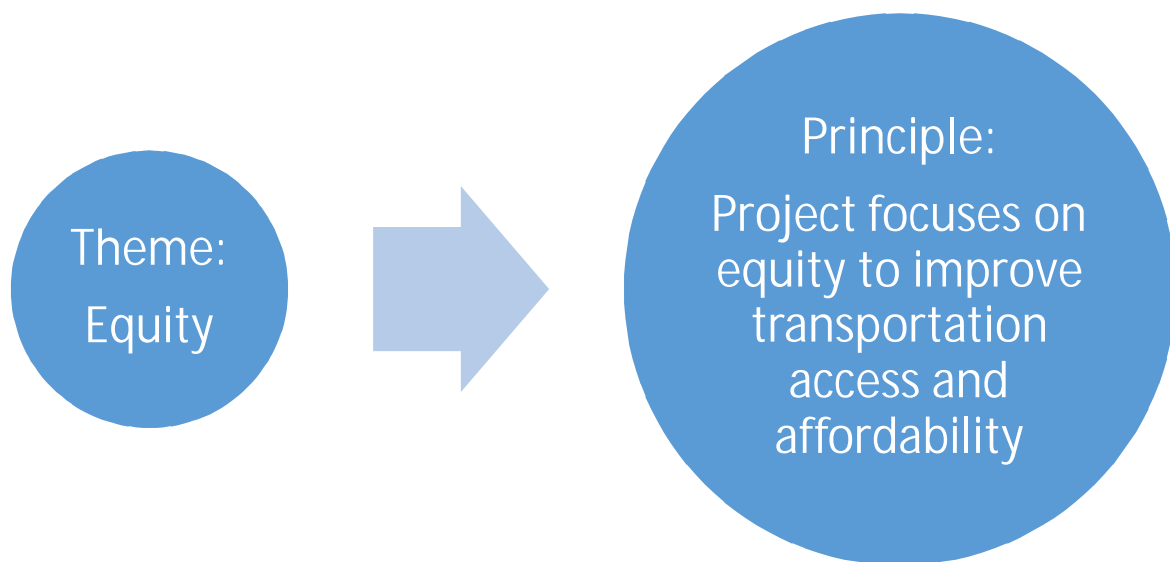 Theme:
Equity
Principle:
Project focuses on
equity to improve
transportation
access and
affordability